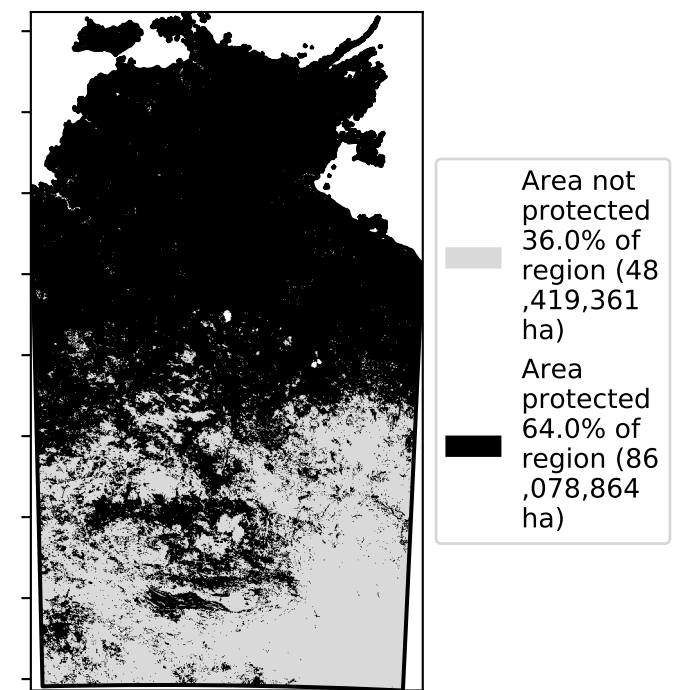 Area not
protected
36.0% of
region (48
,419,361
ha)
Area
protected
64.0% of
region (86
,078,864
ha)